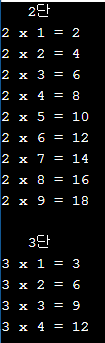 2단
2 x 1 = 2
2 x 2 = 4
2 x 3 = 6
2 x 4 = 8
2 x 5 = 10
2 x 6 = 12
2 x 7 = 14
2 x 8 = 16
2 x 9 = 18
3단
3 x 1 = 3
3 x 2 = 6
3 x 3 = 9
3 x 4 = 12